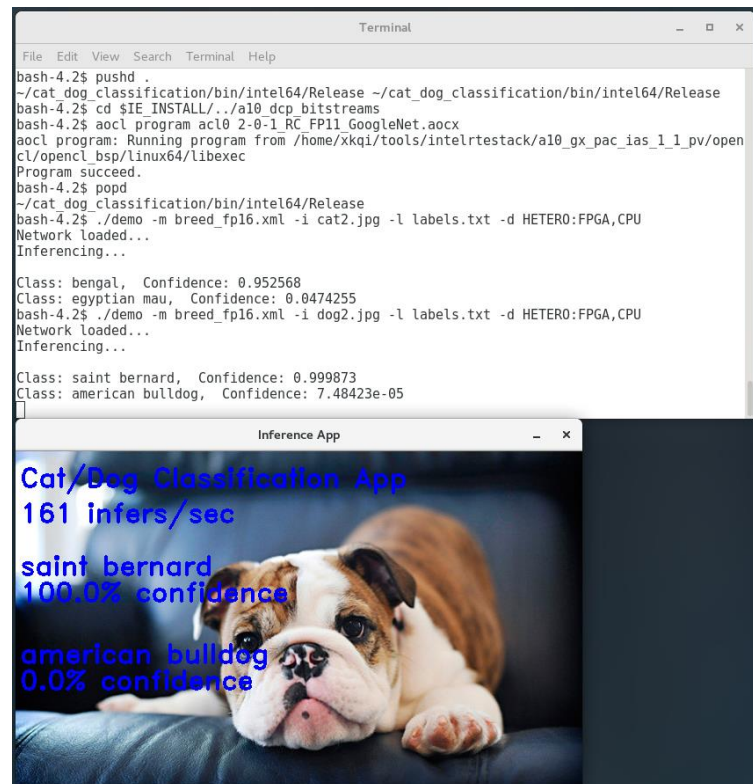 Terminal
File Edit View Search Terminal Help
bash-4.2$ pushd .
~/cat_dog_classification/bin/intel64/Release ~/cat_dog_classification/bin/intel64/Release
bash-4.2$ cd $IE_INSTALL/../a10_dcp_bitstreams
bash-4.2$ aocl program acl0 2-0-1_RC_FP11_GoogleNet.aocx
aocl program: Running program from /home/xkqi/tools/intelrtestack/a10_gx_pac_ias_1_1_pv/open
cl/opencl_bsp/linux64/libexec
Program succeed.
bash-4.2$ popd
~/cat_dog_classification/bin/intel64/Release
bash-4.2$ ./demo -m breed_fp16.xml -i cat2.jpg -l labels.txt -d HETERO:FPGA,CPU
Network loaded...
Inferencing...
Class: bengal,  Confidence: 0.952568
Class: egyptian mau,  Confidence: 0.0474255
bash-4.2$ ./demo -m breed_fp16.xml -i dog2.jpg -l labels.txt -d HETERO:FPGA,CPU
Network loaded...
Inferencing...
Class: saint bernard,  Confidence: 0.999873
Class: american bulldog,  Confidence: 7.48423e-05
Inference App
Cat/Dog Classification App
161 infers/sec
saint bernard
100.0% confidence
american bulldog
0.0% confidence